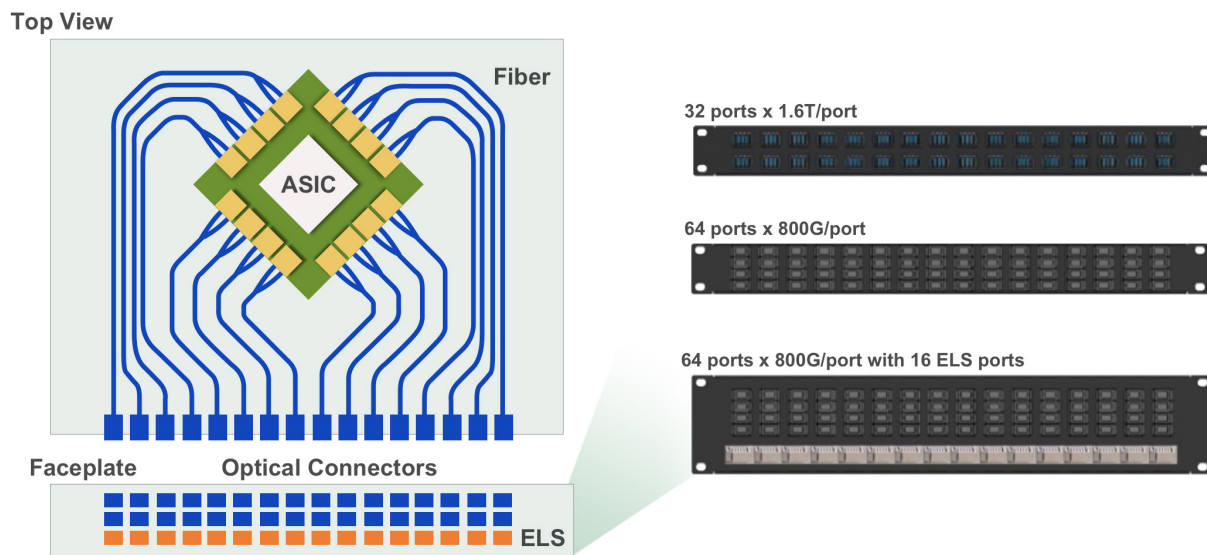 Top View
Fiber
ASIC
Faceplate
Optical Connectors
ELS
32 ports x 1.6T/port
64 ports x 800G/port
64 ports x 800G/port with 16 ELS ports